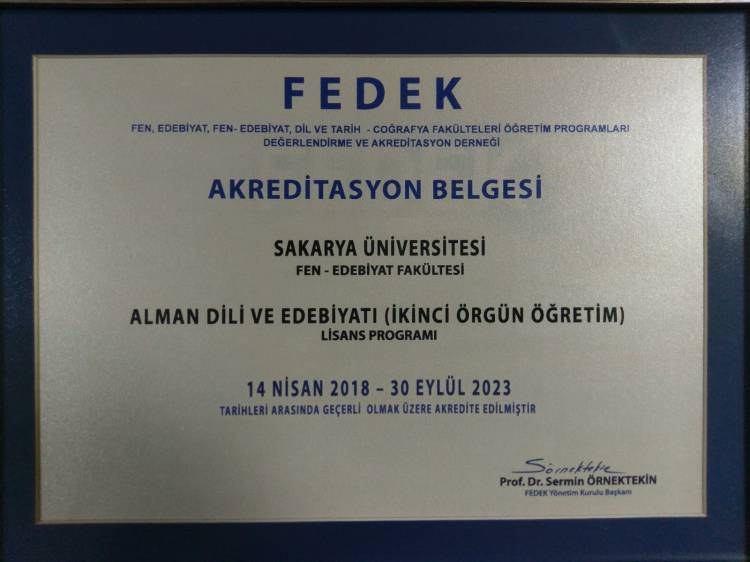 FEDEK
FEN, EDEBİYAT, FEN- EDEBİYAT, DİL VE TARİH - COĞRAFYA FAKÜLTELERİ ÖĞRETİM PROGRAMLARI
DEĞERLENDİRME VE AKREDİTASYON DERNEĞİ
AKREDİTASYON BELGESİ
SAKARYA ÜNİVERSİTESİ
FEN - EDEBİYAT FAKÜLTESİ
ALMAN DİLİ VE EDEBİYATI (İKİNCİ ÖRGÜN ÖĞRETİM)
LİSANS PROGRAMI
14 NİSAN 2018 – 30 EYLÜL 2023
TARİHLERİ ARASINDA GEÇERLİ OLMAK ÜZERE AKREDİTE EDİLMİŞTİR
Sörnektekin
Prof. Dr. Sermin ÖRNEKTEKİN
FEDEK Yönetim Kurulu Başkanı